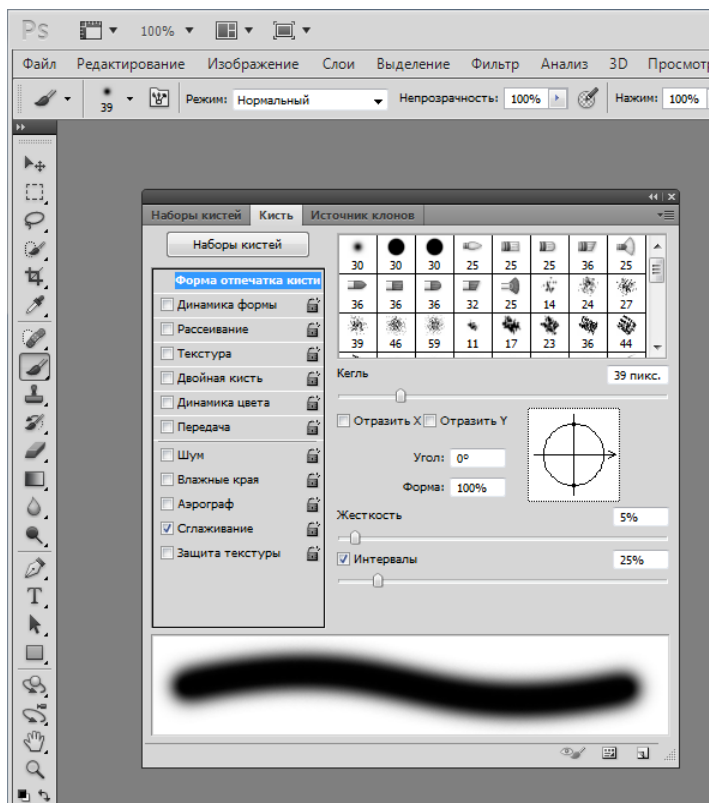 Ps 100%
Файл Редактирование Изображение Слои Выделение Фильтр Анализ 3D Просмотр
39 Режим: Нормальный Непрозрачность: 100% Нажим: 100%
Наборы кистей Кисть Источник клонов
Наборы кистей
30 30 30 25 25 25 36 25
36 36 36 32 25 14 24 27
39 46 59 11 17 23 36 44
Форма отпечатка кисти
Динамика формы
Рассеивание
Текстура
Двойная кисть
Динамика цвета
Передача
Шум
Влажные края
Аэрограф
Сглаживание
Защита текстуры
Кегль 39 пикс.
Отразить X Отразить Y
Угол: 0°
Форма: 100%
Жесткость 5%
Интервалы 25%
T